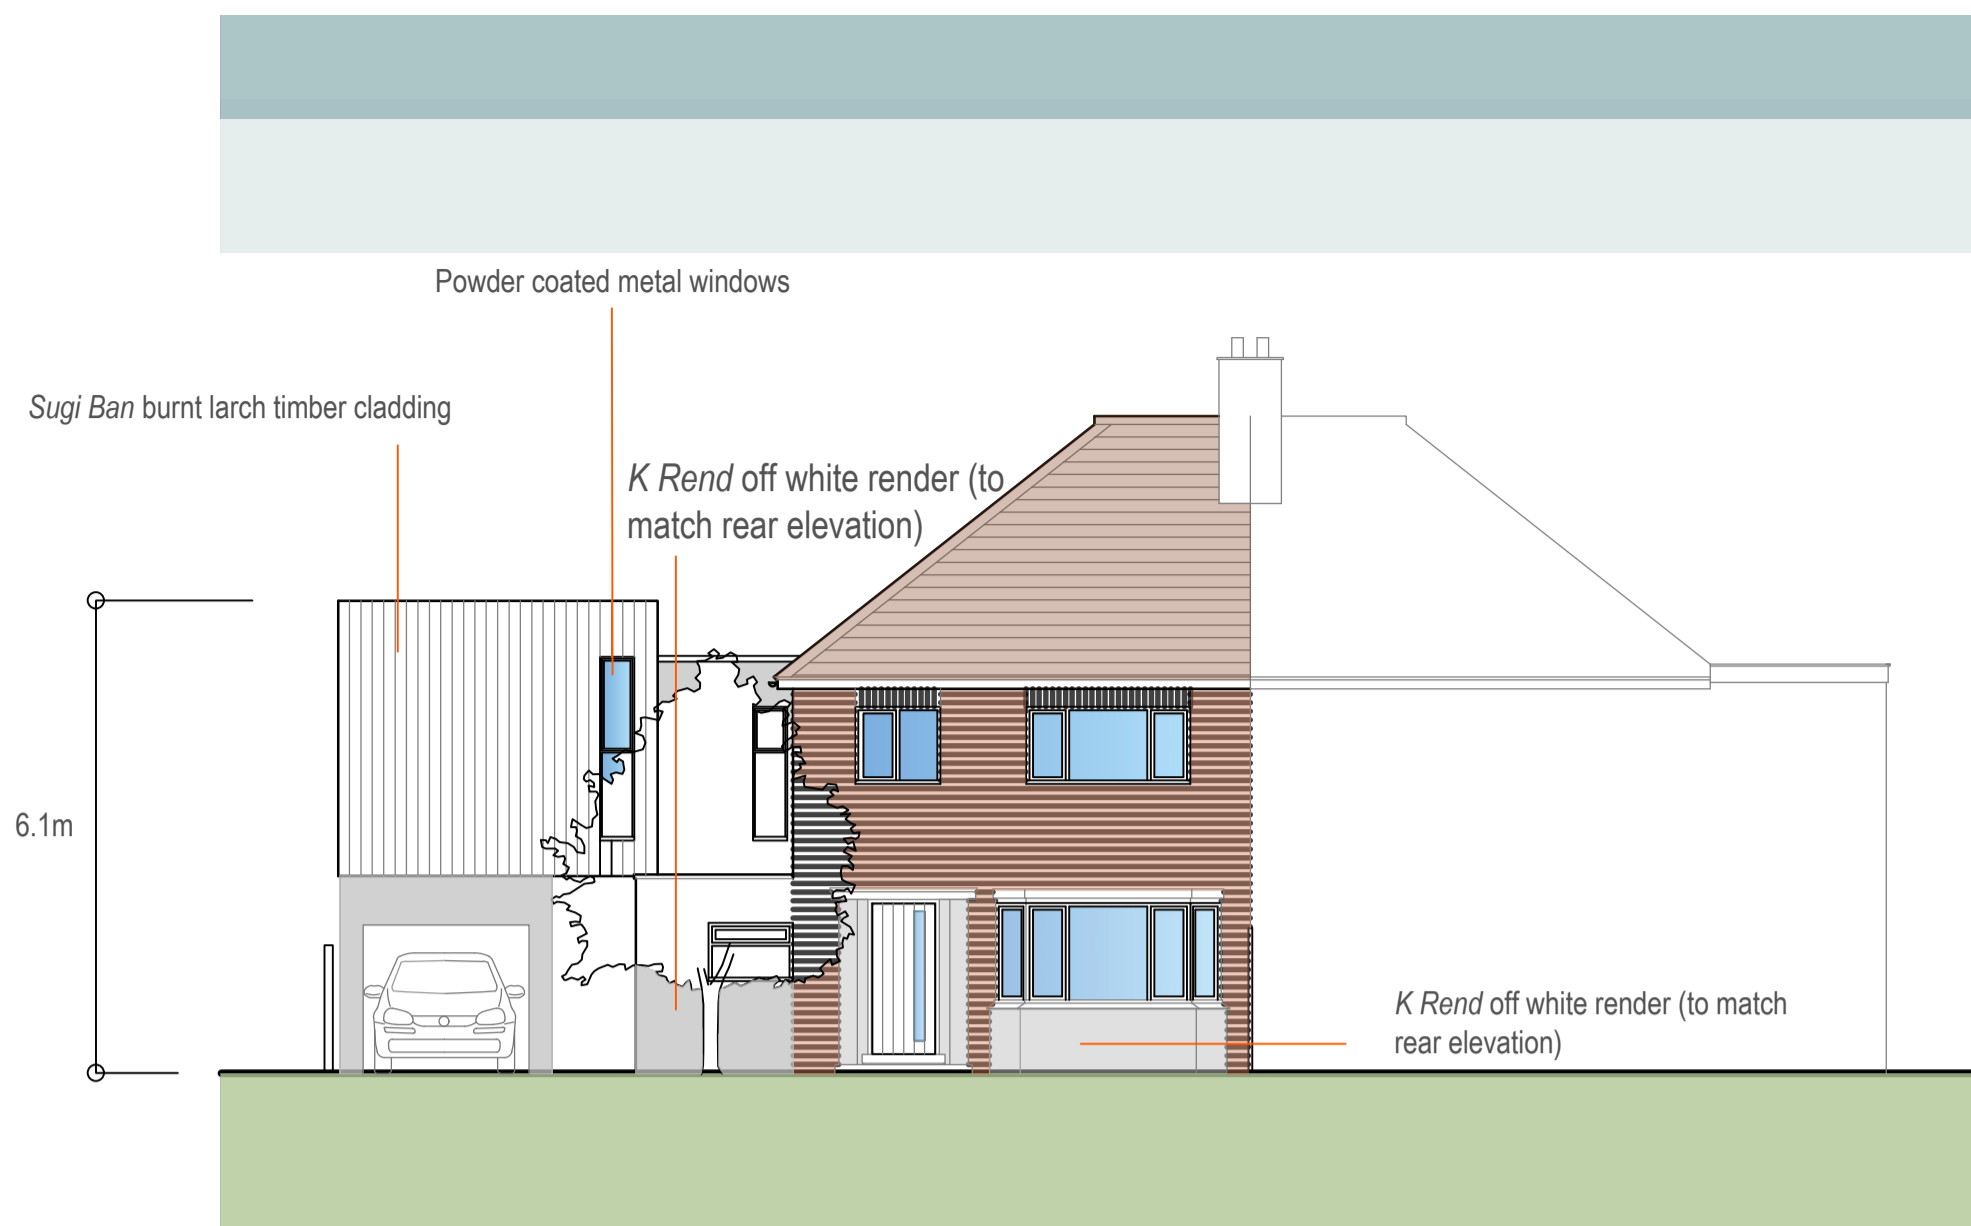 Powder coated metal windows
Sugi Ban burnt larch timber cladding
K Rend off white render (to
match rear elevation)
6.1m
K Rend off white render (to match
rear elevation)